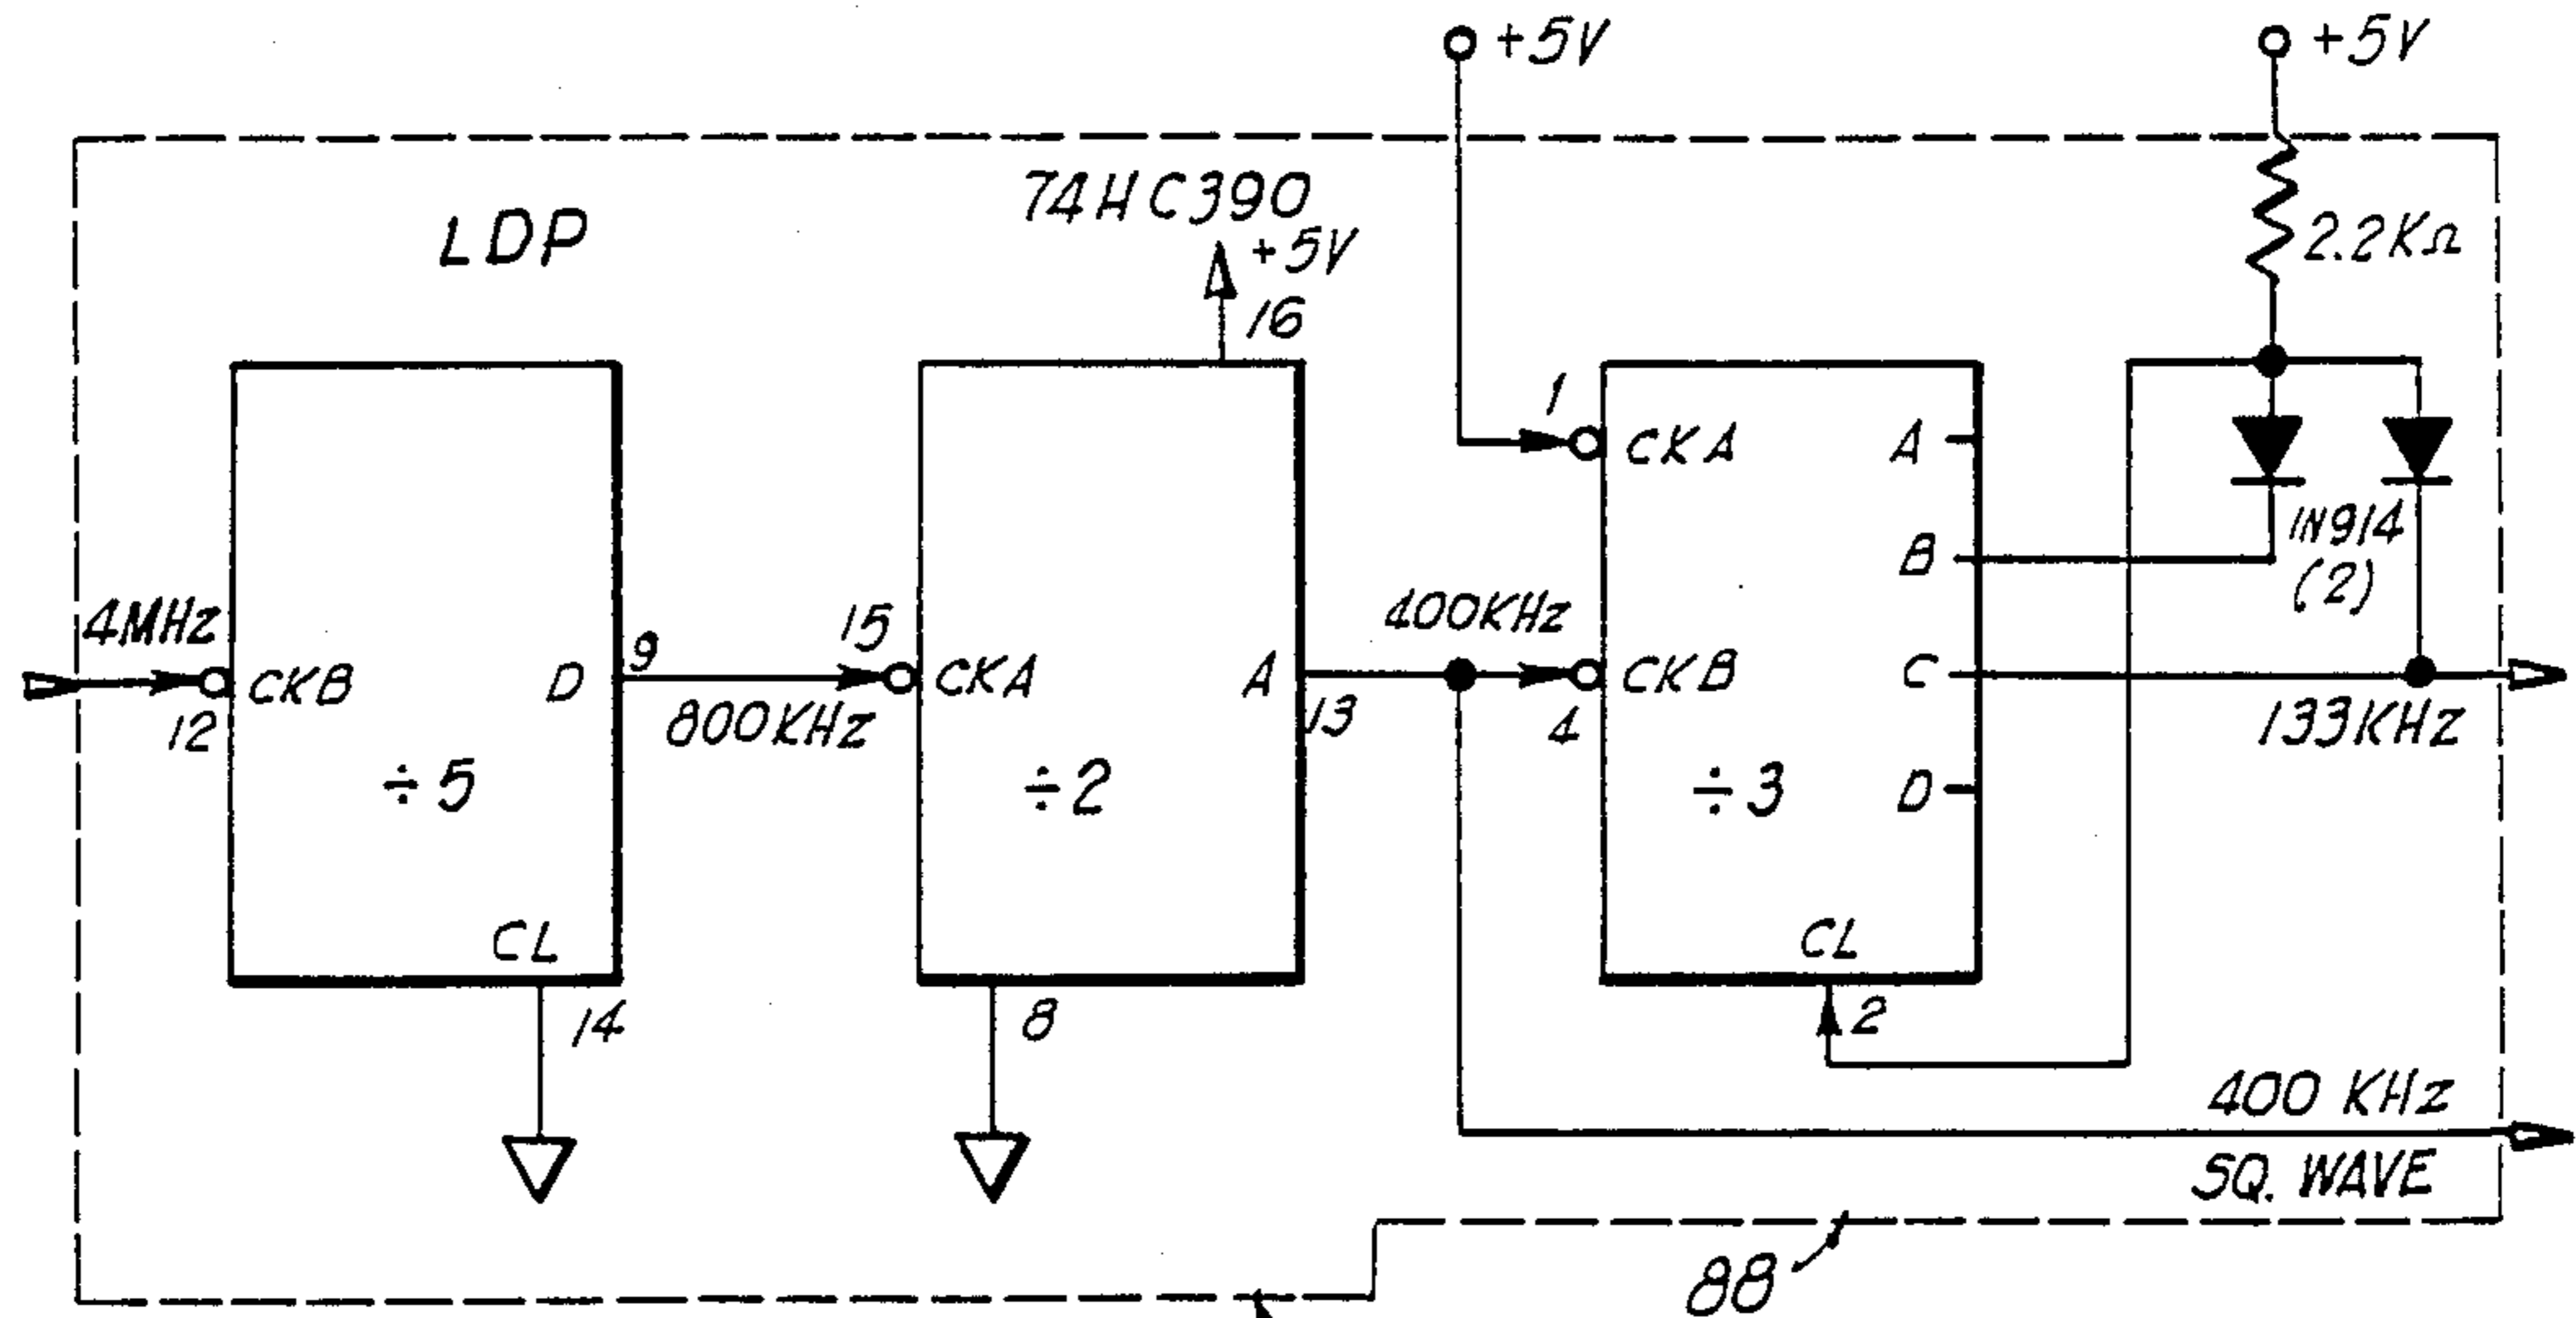 +5V
+5V
LDP
74HC390
+5V
16
2.2KΩ
1
CKA
A
1N914
(2)
B
4MHz
12
CKB
D
9
800KHz
15
CKA
A
13
400KHz
4
CKB
C
133KHz
÷5
÷2
÷3
D
CL
14
8
CL
2
400 KHz
SQ. WAVE
88